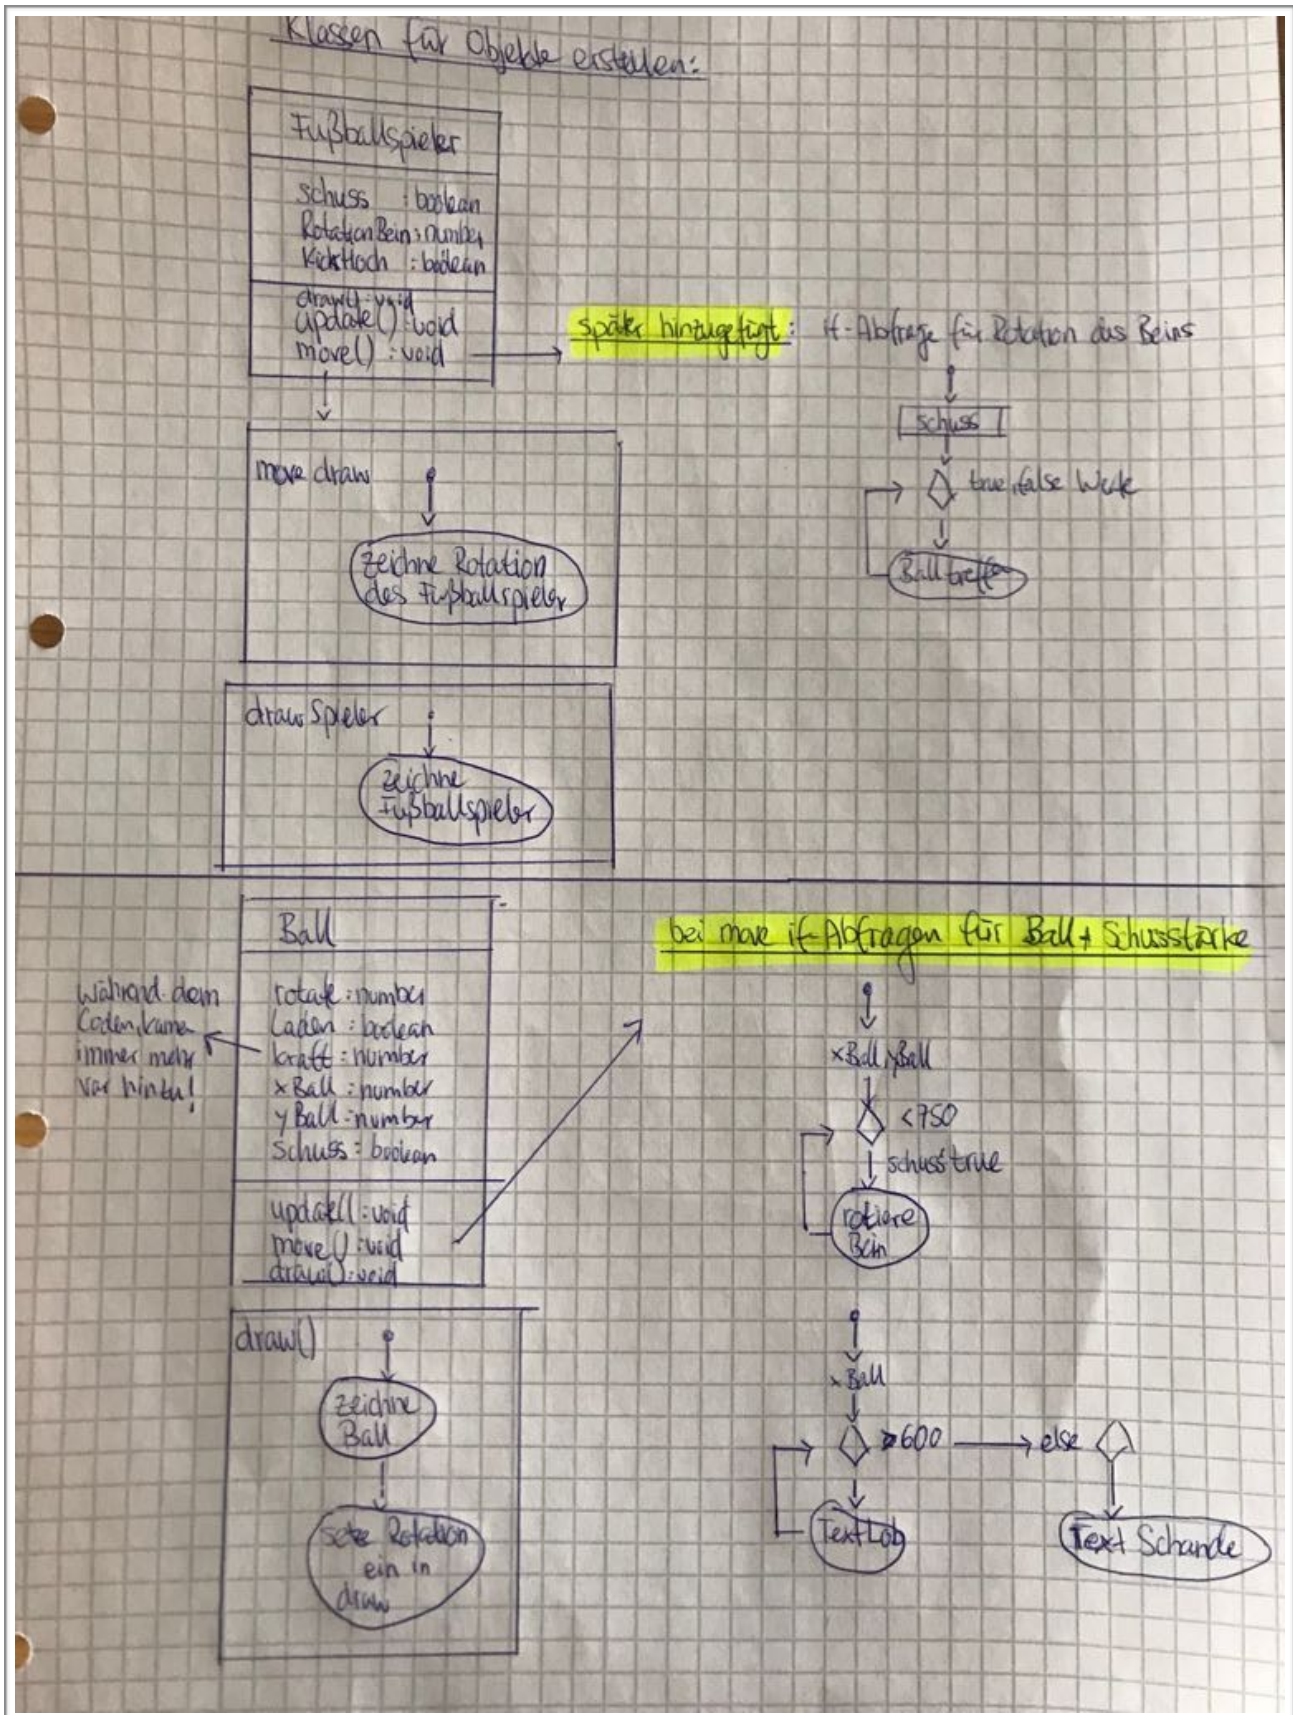 Klassen für Objekte erstellen:
Fußballspieler
schuss : boolean
RotationBein : number
KickHoch : boolean
draw() : void
update() : void
move() : void
später hinzugefügt: if-Abfrage für Rotation des Beins
schuss
true, false Werte
Ball treffen
move draw
zeichne Rotation
des Fußballspieler
draw Spieler
zeichne
Fußballspieler
Ball
rotate : number
Laden : boolean
kraft : number
xBall : number
yBall : number
schuss : boolean
update() : void
move() : void
draw() : void
während dem
Coden, kamen
immer mehr
var hinzu!
bei move if-Abfragen für Ball + Schussstärke
xBall, yBall
<750
schuss true
rotiere
Bein
draw()
zeichne
Ball
setze Rotation
ein in
draw
xBall
>600
else
Text Lob
Text Schande